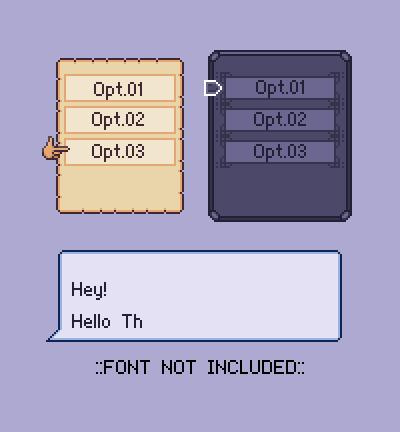 Opt.01
Opt.02
Opt.03
Opt.01
Opt.02
Opt.03
Hey!
Hello Th
::FONT NOT INCLUDED::